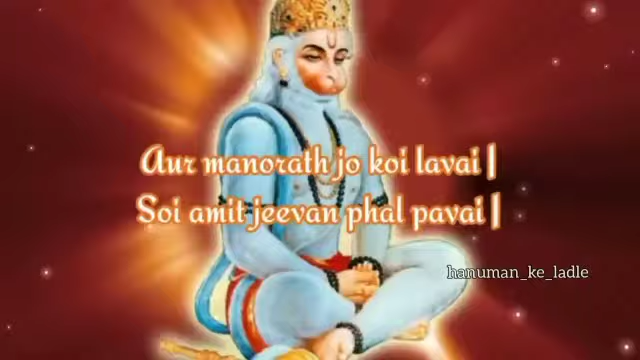 Aur manorath jo koi lavai |
Soi amit jeevan phal pavai |
hanuman_ke_ladle